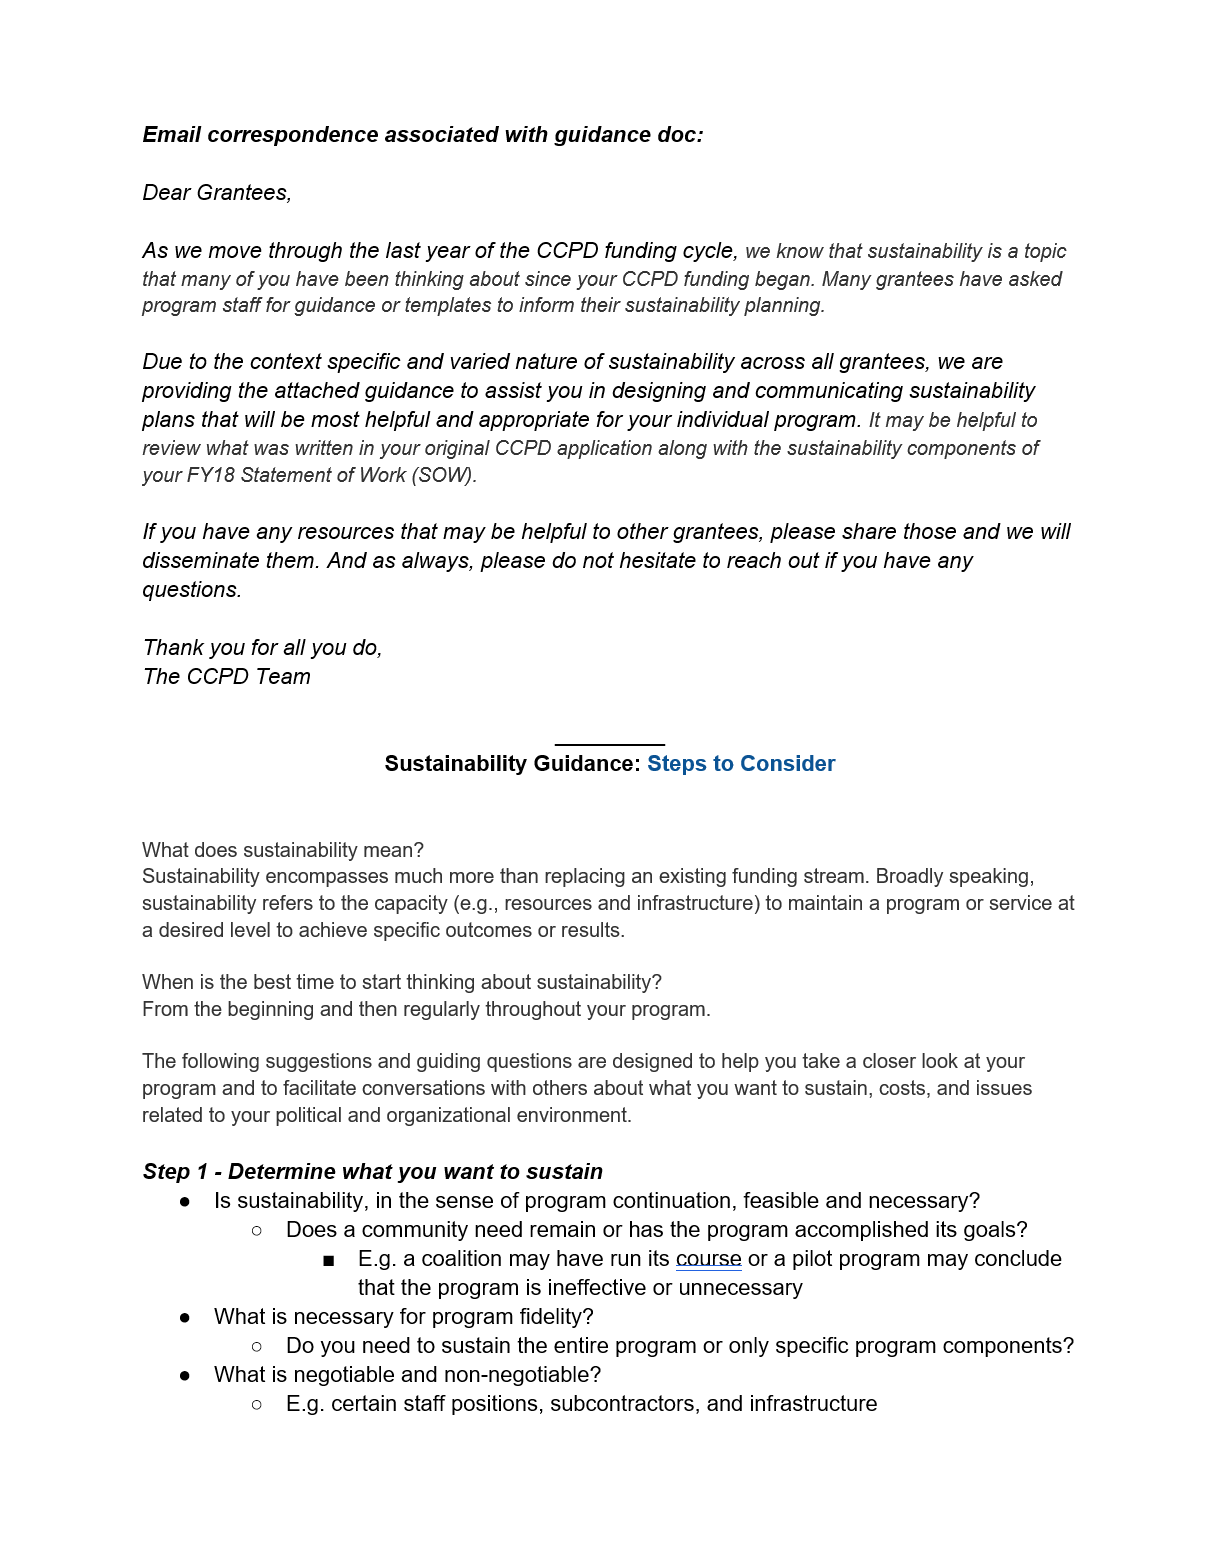 Email correspondence associated with guidance doc:
Dear Grantees,
As we move through the last year of the CCPD funding cycle, we know that sustainability is a topic
that many of you have been thinking about since your CCPD funding began. Many grantees have asked
program staff for guidance or templates to inform their sustainability planning.
Due to the context specific and varied nature of sustainability across all grantees, we are
providing the attached guidance to assist you in designing and communicating sustainability
plans that will be most helpful and appropriate for your individual program. It may be helpful to
review what was written in your original CCPD application along with the sustainability components of
your FY18 Statement of Work (SOW).
If you have any resources that may be helpful to other grantees, please share those and we will
disseminate them. And as always, please do not hesitate to reach out if you have any
questions.
Thank you for all you do,
The CCPD Team
Sustainability Guidance: Steps to Consider
What does sustainability mean?
Sustainability encompasses much more than replacing an existing funding stream. Broadly speaking,
sustainability refers to the capacity (e.g., resources and infrastructure) to maintain a program or service at
a desired level to achieve specific outcomes or results.
When is the best time to start thinking about sustainability?
From the beginning and then regularly throughout your program.
The following suggestions and guiding questions are designed to help you take a closer look at your
program and to facilitate conversations with others about what you want to sustain, costs, and issues
related to your political and organizational environment.
Step 1 - Determine what you want to sustain
● Is sustainability, in the sense of program continuation, feasible and necessary?
○ Does a community need remain or has the program accomplished its goals?
■ E.g. a coalition may have run its course or a pilot program may conclude
that the program is ineffective or unnecessary
● What is necessary for program fidelity?
○ Do you need to sustain the entire program or only specific program components?
● What is negotiable and non-negotiable?
○ E.g. certain staff positions, subcontractors, and infrastructure